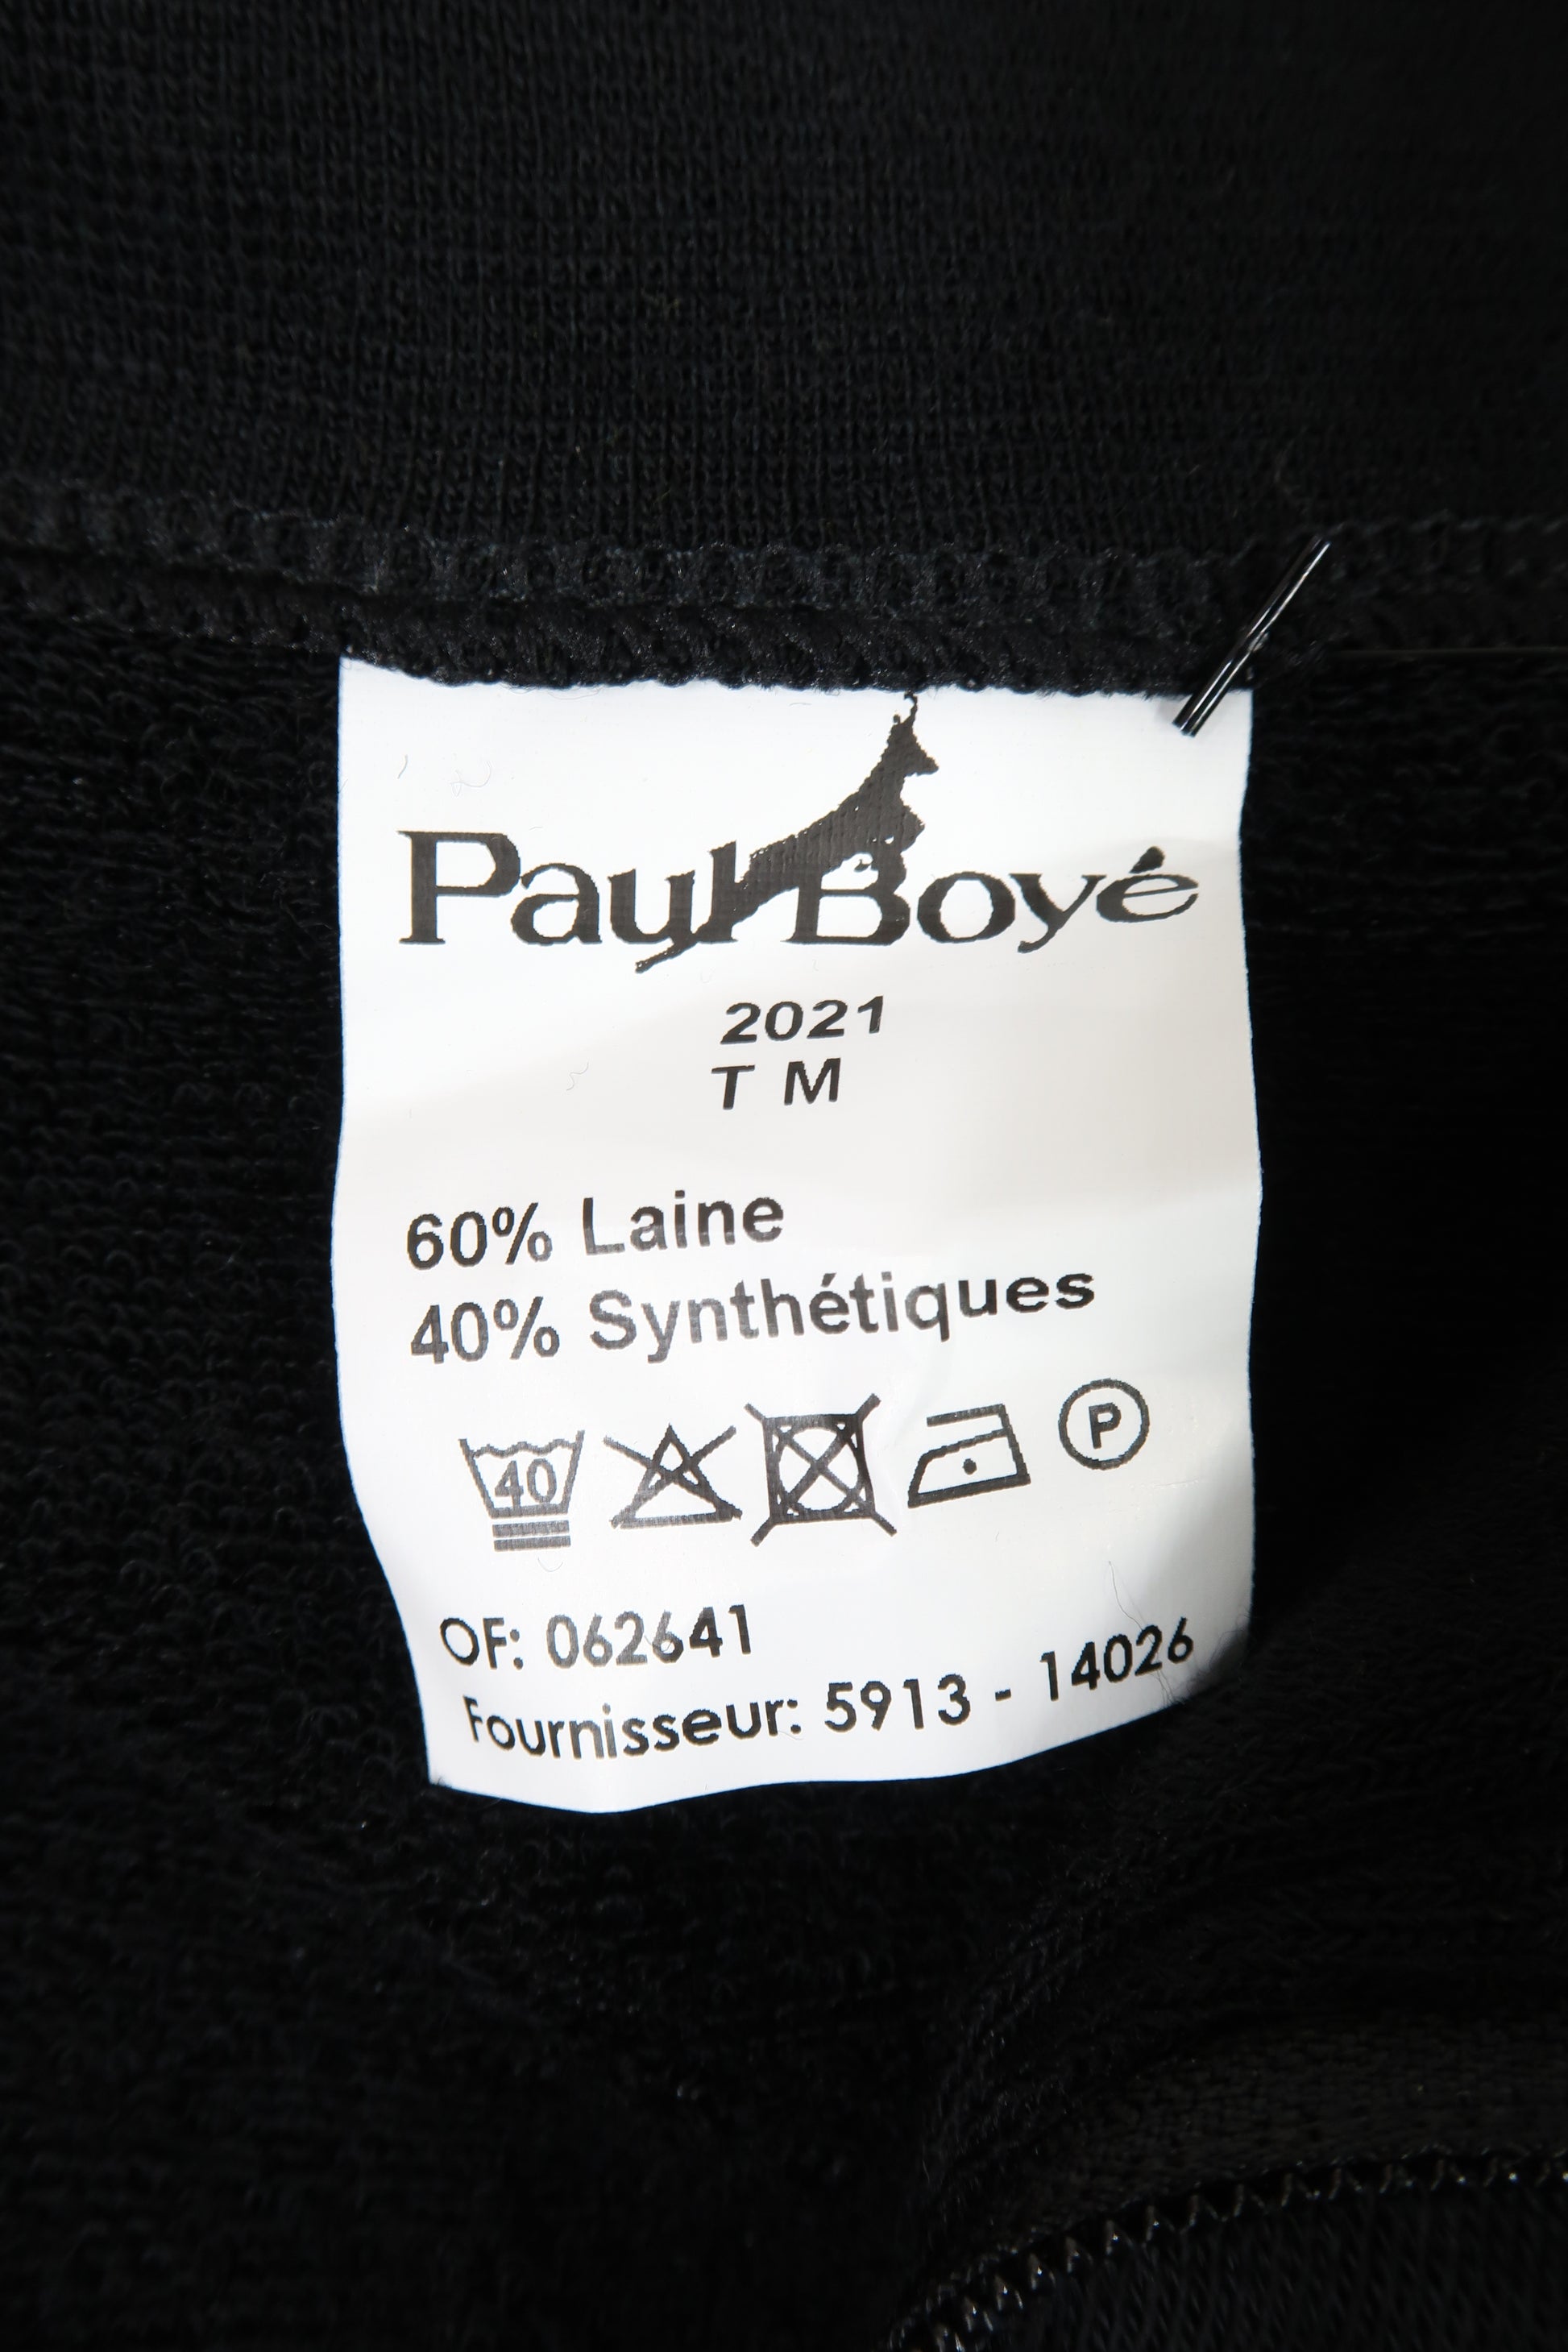 Paul Boyé
2021
T M
60% Laine
40% Synthétiques
40
P
OF: 062641
Fournisseur: 5913 - 14026